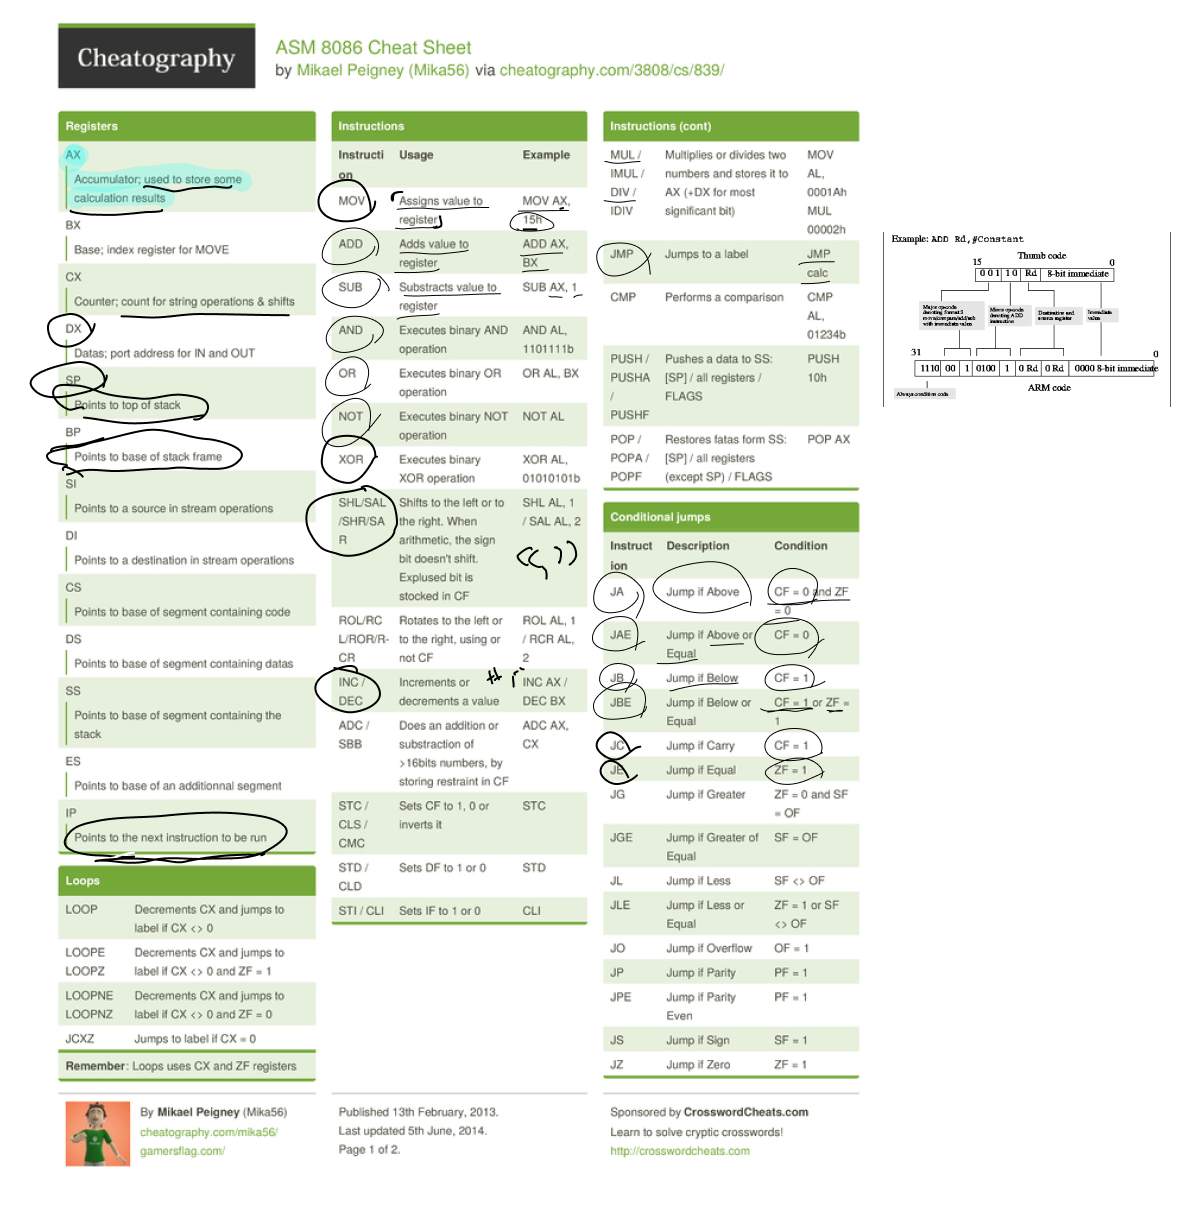 Cheatography
ASM 8086 Cheat Sheet
by Mikael Peigney (Mika56) via cheatography.com/3808/cs/839/
Registers
AX
Accumulator; used to store some
calculation results
BX
Base; index register for MOVE
CX
Counter; count for string operations & shifts
DX
Datas; port address for IN and OUT
SP
Points to top of stack
BP
Points to base of stack frame
SI
Points to a source in stream operations
DI
Points to a destination in stream operations
CS
Points to base of segment containing code
DS
Points to base of segment containing datas
SS
Points to base of segment containing the
stack
ES
Points to base of an additionnal segment
IP
Points to the next instruction to be run
Loops
LOOP Decrements CX and jumps to
label if CX <> 0
LOOPE Decrements CX and jumps to
LOOPZ label if CX <> 0 and ZF = 1
LOOPNE Decrements CX and jumps to
LOOPNZ label if CX <> 0 and ZF = 0
JCXZ Jumps to label if CX = 0
Remember: Loops uses CX and ZF registers
Instructions
Instructi Usage Example
on
MOV Assigns value to MOV AX,
register 15h
ADD Adds value to ADD AX,
register BX
SUB Substracts value to SUB AX, 1
register
AND Executes binary AND AND AL,
operation 1101111b
OR Executes binary OR OR AL, BX
operation
NOT Executes binary NOT NOT AL
operation
XOR Executes binary XOR AL,
XOR operation 01010101b
SHL/SAL Shifts to the left or to SHL AL, 1
/SHR/SA the right. When / SAL AL, 2
R arithmetic, the sign
bit doesn't shift.
Explused bit is
stocked in CF
ROL/RC Rotates to the left or ROL AL, 1
L/ROR/R- to the right, using or / RCR AL,
CR not CF 2
INC / Increments or INC AX /
DEC decrements a value DEC BX
ADC / Does an addition or ADC AX,
SBB substraction of CX
>16bits numbers, by
storing restraint in CF
STC / Sets CF to 1, 0 or STC
CLS / inverts it
CMC
STD / Sets DF to 1 or 0 STD
CLD
STI / CLI Sets IF to 1 or 0 CLI
Instructions (cont)
MUL / Multiplies or divides two MOV
IMUL / numbers and stores it to AL,
DIV / AX (+DX for most 0001Ah
IDIV significant bit) MUL
00002h
JMP Jumps to a label JMP
calc
CMP Performs a comparison CMP
AL,
01234b
PUSH / Pushes a data to SS: PUSH
PUSHA [SP] / all registers / 10h
/ FLAGS
PUSHF
POP / Restores fatas form SS: POP AX
POPA / [SP] / all registers
POPF (except SP) / FLAGS
Conditional jumps
Instruct Description Condition
ion
JA Jump if Above CF = 0 and ZF
= 0
JAE Jump if Above or CF = 0
Equal
JB Jump if Below CF = 1
JBE Jump if Below or CF = 1 or ZF =
Equal 1
JC Jump if Carry CF = 1
JE Jump if Equal ZF = 1
JG Jump if Greater ZF = 0 and SF
= OF
JGE Jump if Greater of SF = OF
Equal
JL Jump if Less SF <> OF
JLE Jump if Less or ZF = 1 or SF
Equal <> OF
JO Jump if Overflow OF = 1
JP Jump if Parity PF = 1
JPE Jump if Parity PF = 1
Even
JS Jump if Sign SF = 1
JZ Jump if Zero ZF = 1
Example: ADD Rd,#Constant
Thumb code
15 0
0 0 1 1 0 Rd 8-bit immediate
Major op-code
denoting format 3
move/compare/add/sub
with immediate value
Minor op-code
denoting ADD
instruction
Destination and
source register
Immediate
value
31 0
1110 00 1 0100 1 0 Rd 0 Rd 0000 8-bit immediate
Always condition code
ARM code
By Mikael Peigney (Mika56)
cheatography.com/mika56/
gamersflag.com/
Published 13th February, 2013.
Last updated 5th June, 2014.
Page 1 of 2.
Sponsored by CrosswordCheats.com
Learn to solve cryptic crosswords!
http://crosswordcheats.com